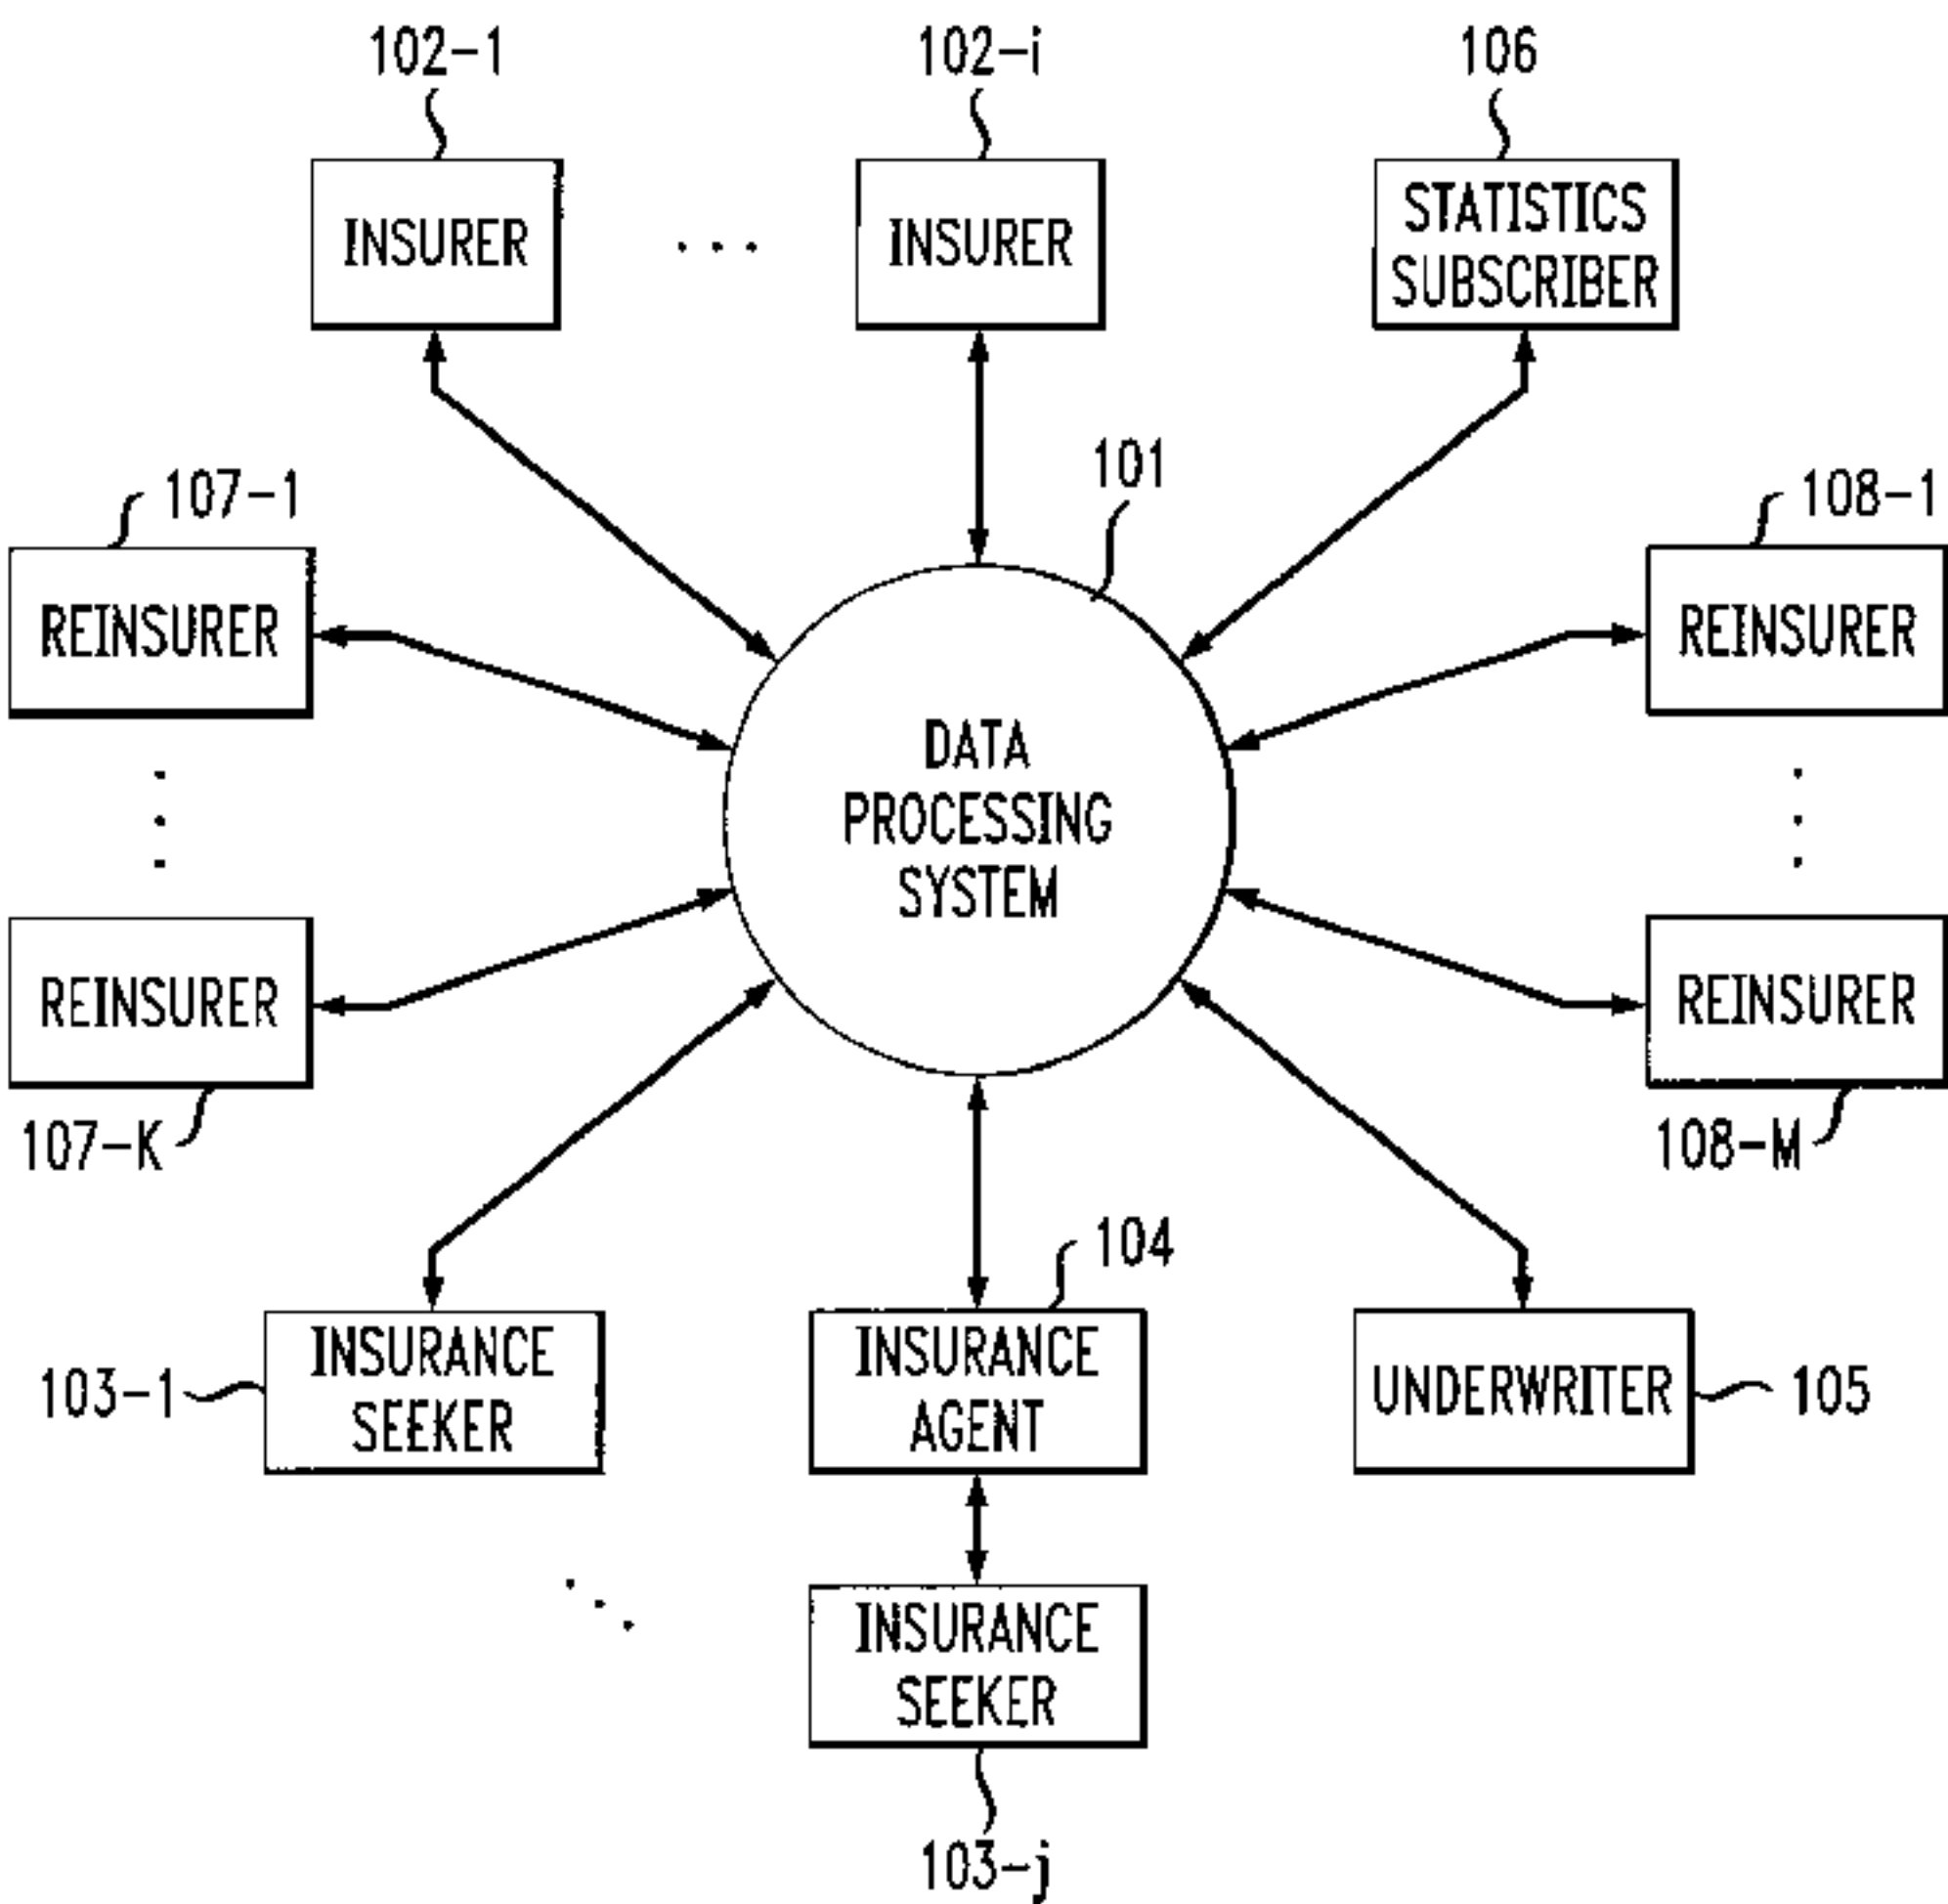 102-1
102-i
106
INSURER
. . .
INSURER
STATISTICS
SUBSCRIBER
101
107-1
108-1
REINSURER
REINSURER
DATA
PROCESSING
SYSTEM
REINSURER
REINSURER
107-K
108-M
104
103-1
INSURANCE
SEEKER
INSURANCE
AGENT
UNDERWRITER
105
INSURANCE
SEEKER
103-j